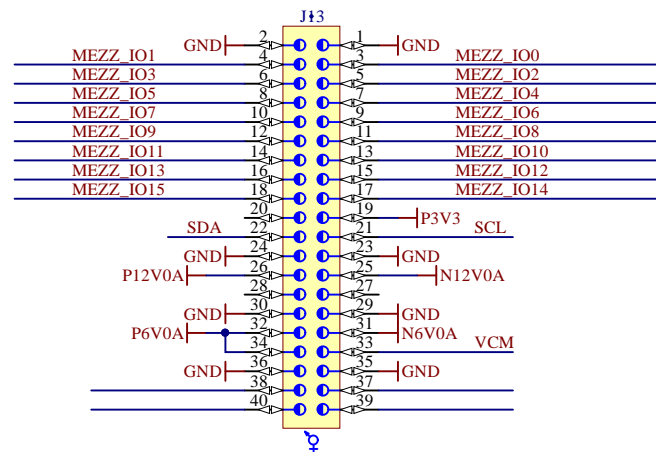 J13
GND 2 1 GND
MEZZ_IO1 4 3 MEZZ_IO0
MEZZ_IO3 6 5 MEZZ_IO2
MEZZ_IO5 8 7 MEZZ_IO4
MEZZ_IO7 10 9 MEZZ_IO6
MEZZ_IO9 12 11 MEZZ_IO8
MEZZ_IO11 14 13 MEZZ_IO10
MEZZ_IO13 16 15 MEZZ_IO12
MEZZ_IO15 18 17 MEZZ_IO14
20 19 P3V3
SDA 22 21 SCL
GND 24 23 GND
P12V0A 26 25 N12V0A
28 27
GND 30 29 GND
P6V0A 32 31 N6V0A
34 33 VCM
GND 36 35 GND
38 37
40 39